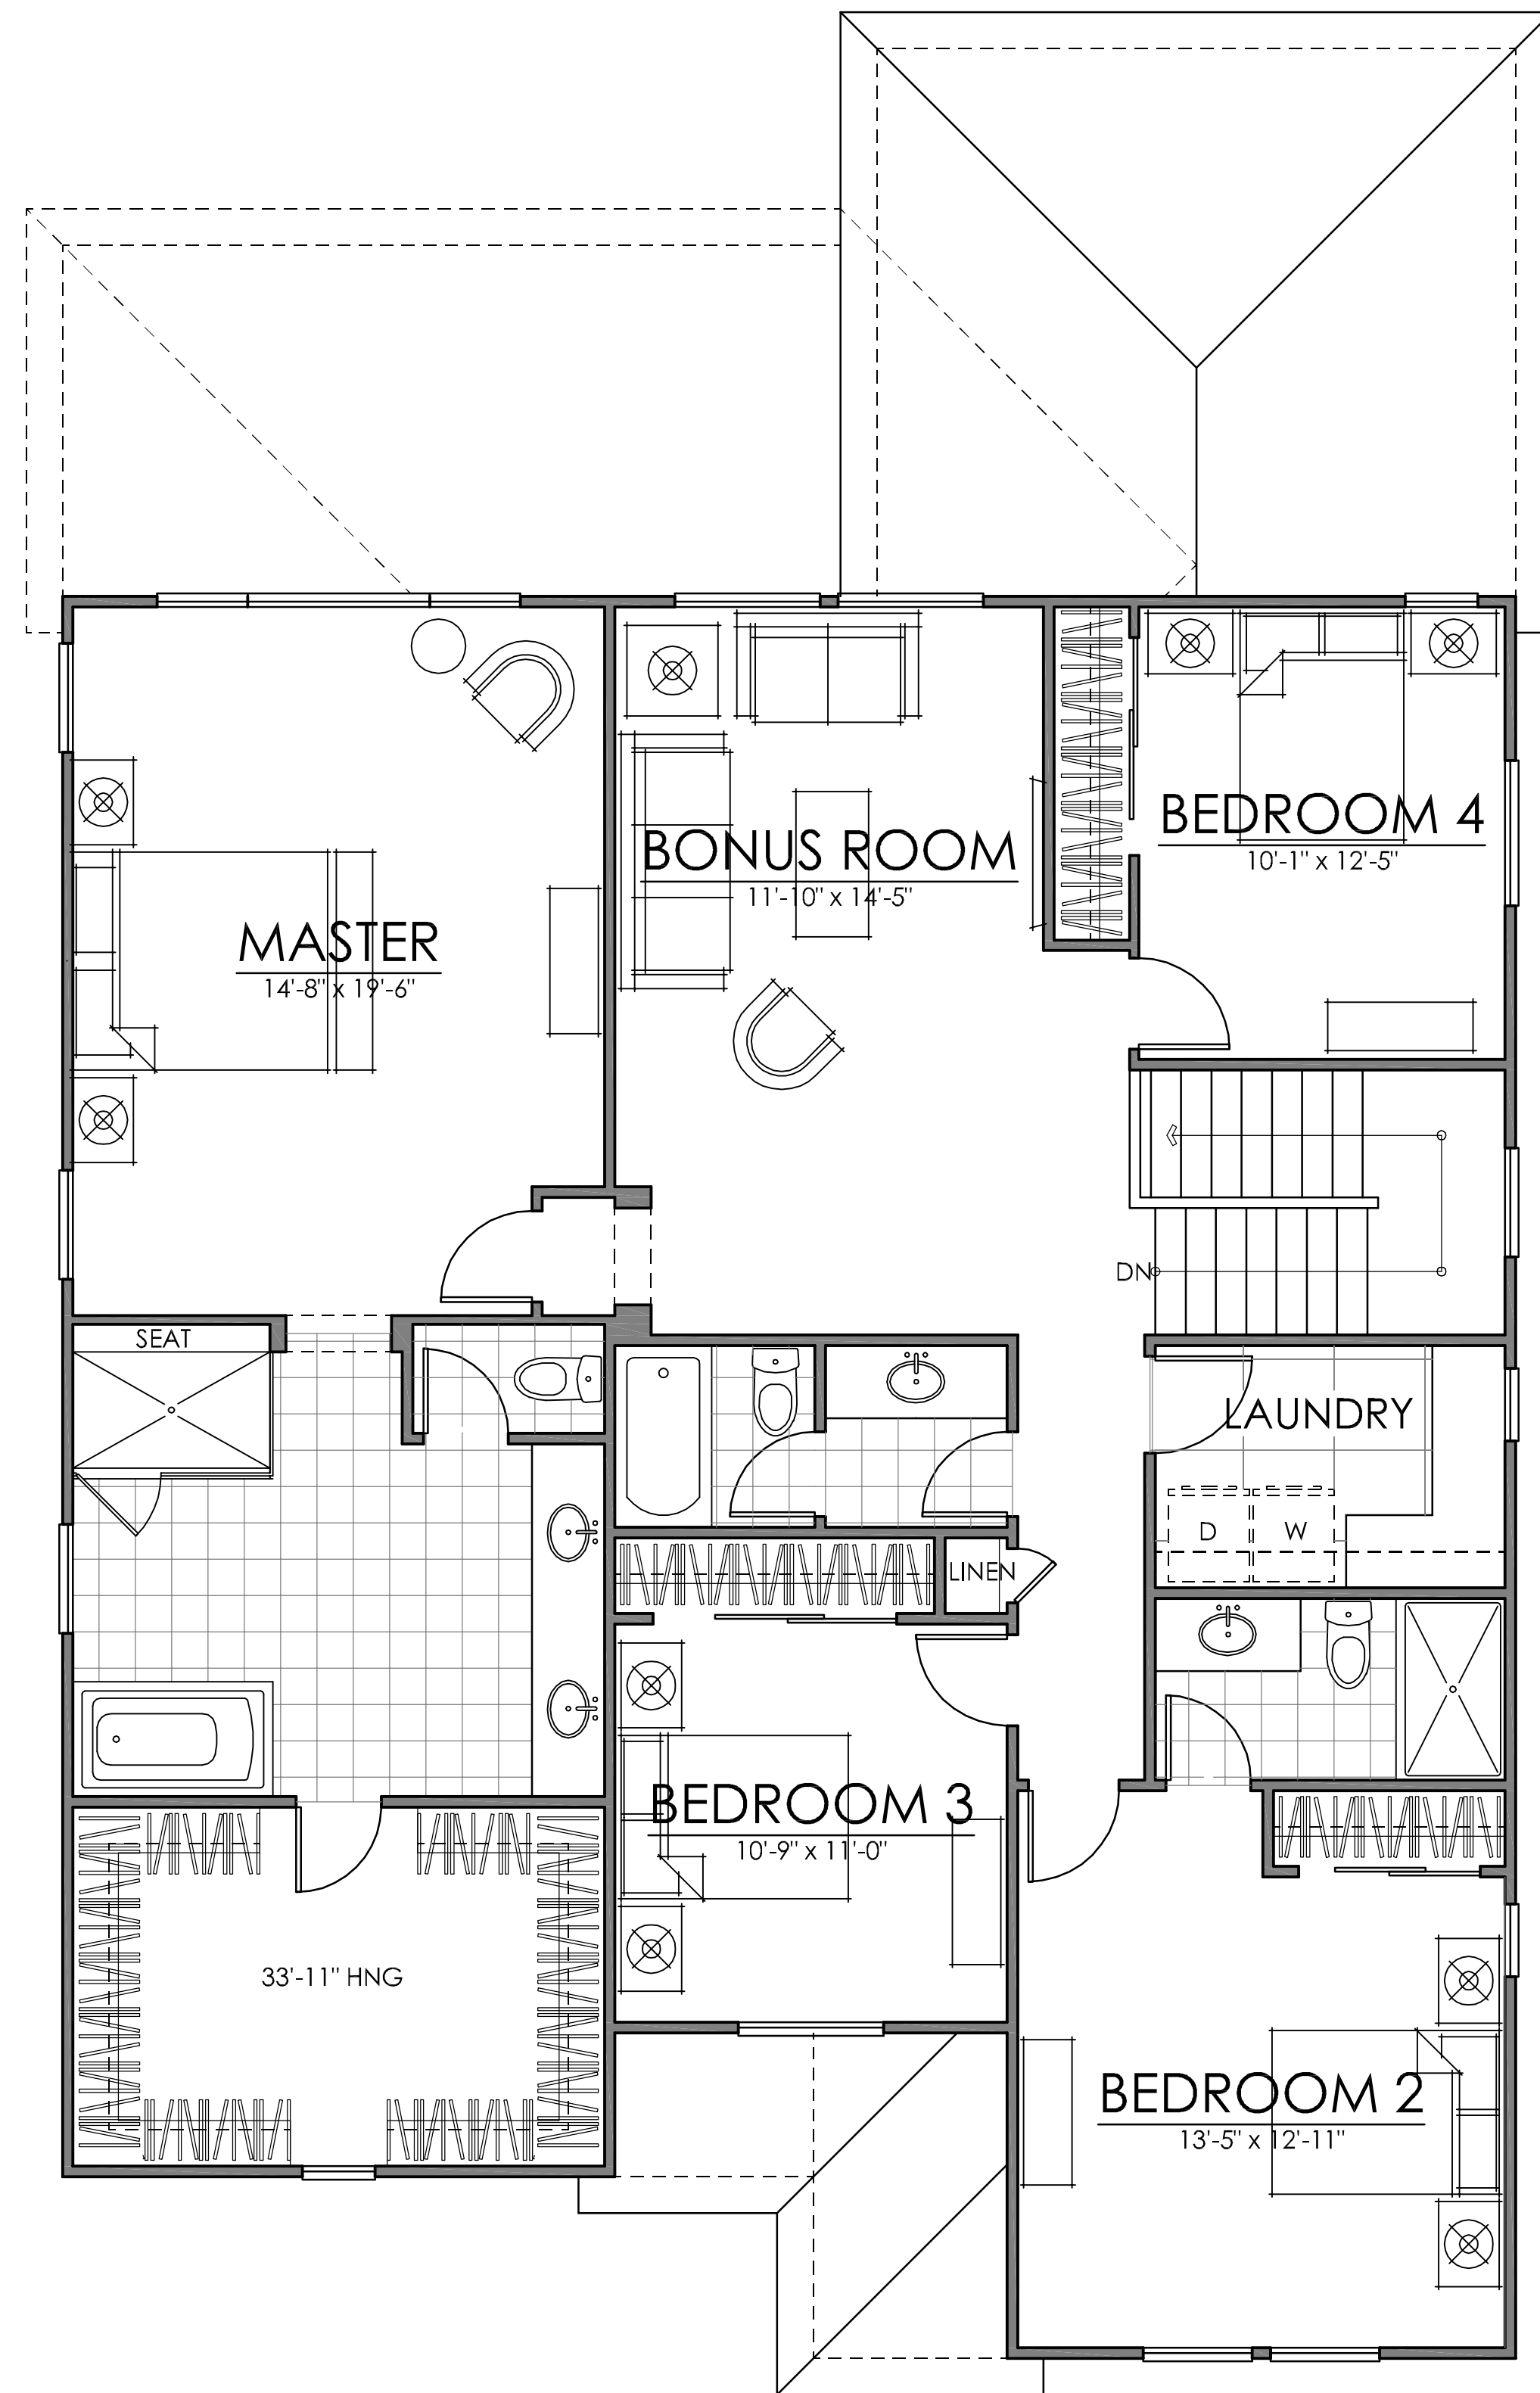 BEDROOM 4
10'-1" x 12'-5"
BONUS ROOM
11'-10" x 14'-5"
MASTER
14'-8" x 19'-6"
DN
SEAT
LAUNDRY
D
W
LINEN
BEDROOM 3
10'-9" x 11'-0"
33'-11" HNG
BEDROOM 2
13'-5" x 12'-11"